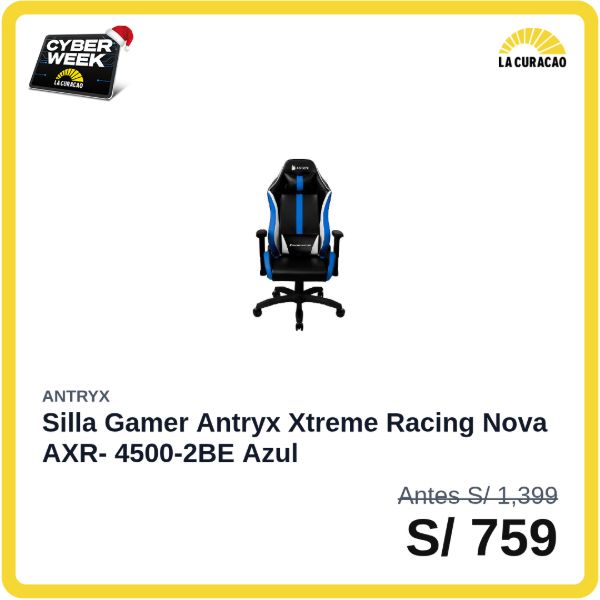 CYBER
WEEK
LA CURACAO
LA CURACAO
ANTRYX
Silla Gamer Antryx Xtreme Racing Nova
AXR- 4500-2BE Azul
Antes S/ 1,399
S/ 759